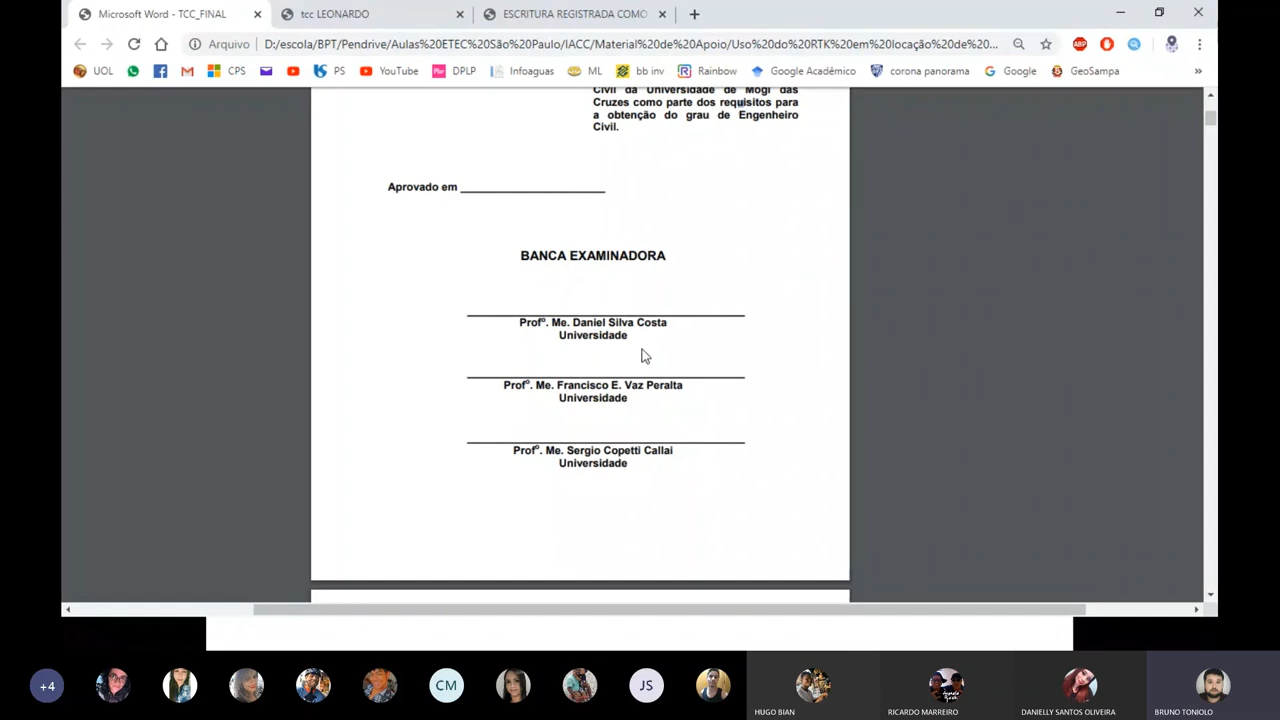 Microsoft Word - TCC_FINAL
tcc LEONARDO
ESCRITURA REGISTRADA COMO
Arquivo
D:/escola/BPT/Pendrive/Aulas%20ETEC%20São%20Paulo/IACC/Material%20de%20Apoio/Uso%20do%20RTK%20em%20locação%20de%20...
ABP
UOL
CPS
PS
YouTube
DPLP
Infoaguas
ML
bb inv
Rainbow
Google Acadêmico
corona panorama
Google
GeoSampa
Civil da Universidade de Mogi das
Cruzes como parte dos requisitos para
a obtenção do grau de Engenheiro
Civil.
Aprovado em
BANCA EXAMINADORA
Profº. Me. Daniel Silva Costa
Universidade
Profº. Me. Francisco E. Vaz Peralta
Universidade
Profº. Me. Sergio Copetti Callai
Universidade
+4
CM
JS
HUGO BIAN
RICARDO MARREIRO
DANIELLY SANTOS OLIVEIRA
BRUNO TONIOLO